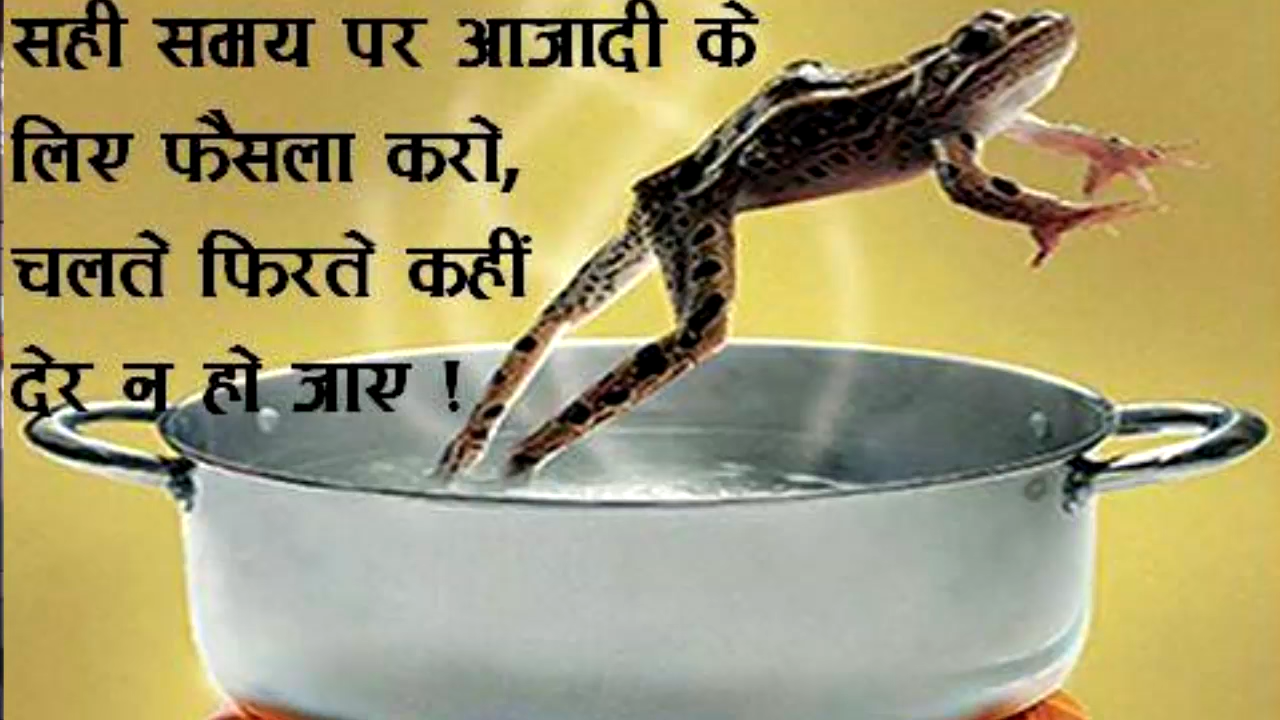 सही समय पर आजादी के
लिए फैसला करो,
चलते फिरते कहीं
देर न हो जाए !